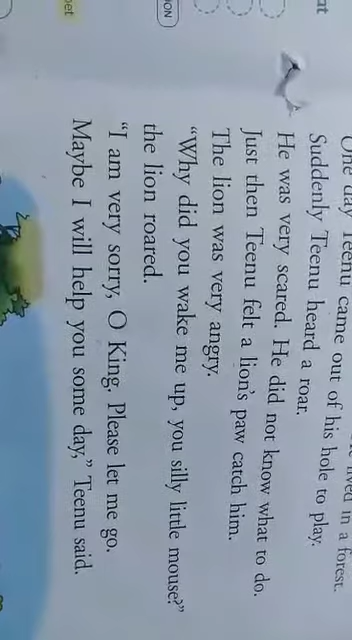 lived in a forest.
One day Teenu came out of his hole to play.
Suddenly Teenu heard a roar.
He was very scared. He did not know what to do.
Just then Teenu felt a lion's paw catch him.
The lion was very angry.
“Why did you wake me up, you silly little mouse?”
the lion roared.
“I am very sorry, O King. Please let me go.
Maybe I will help you some day,” Teenu said.